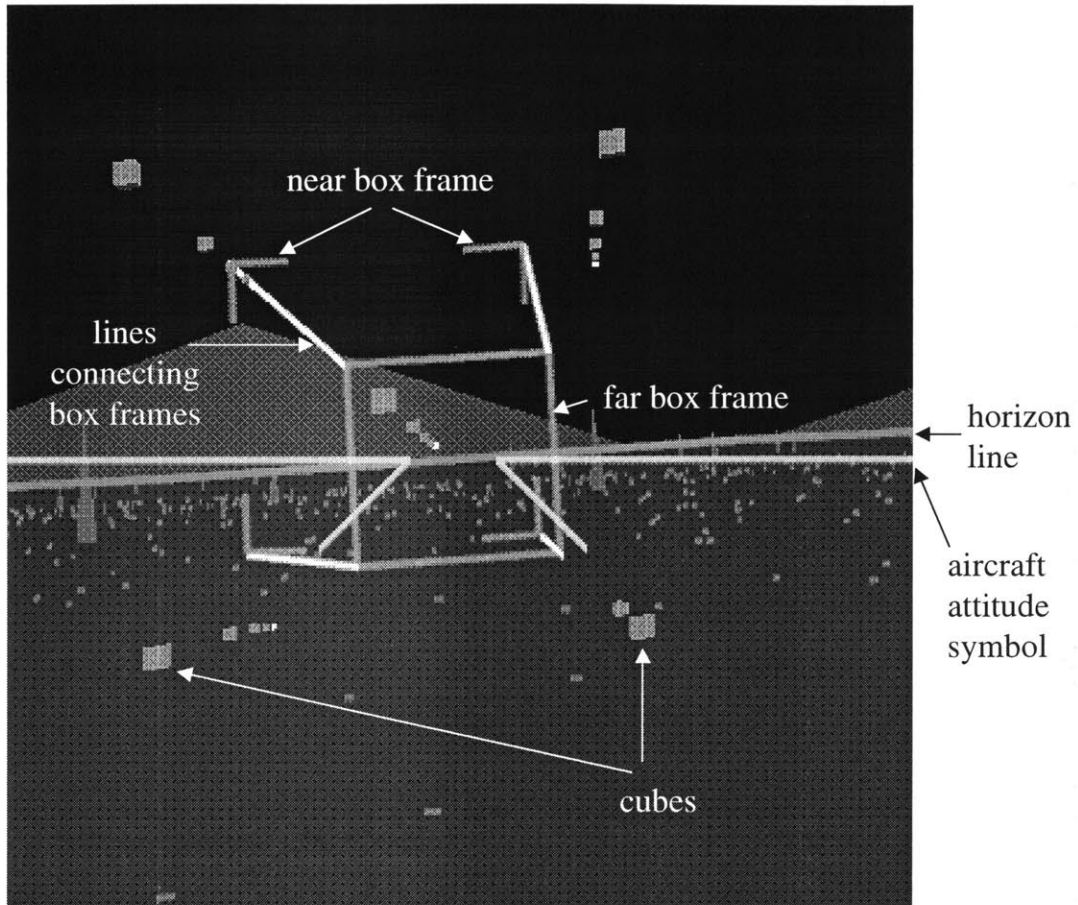 near box frame
lines
connecting
box frames
far box frame
horizon
line
aircraft
attitude
symbol
cubes